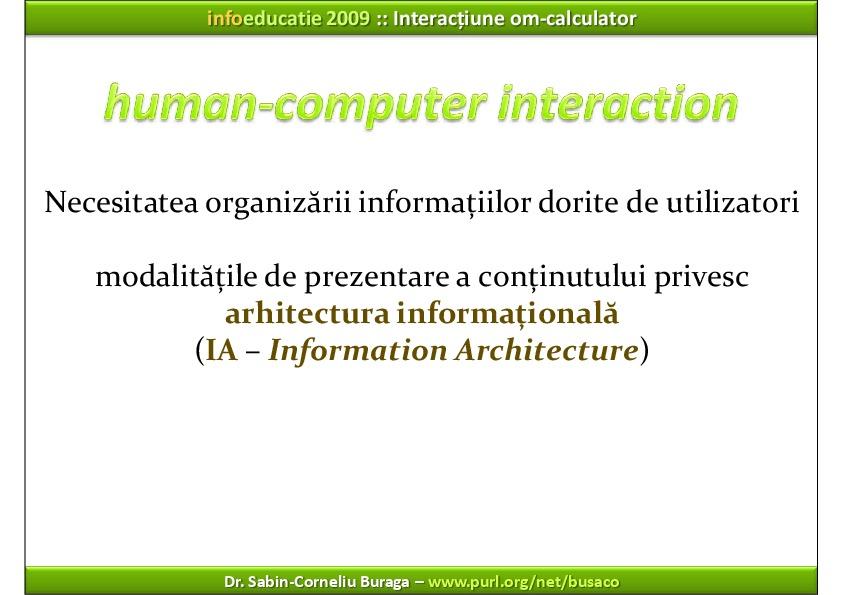 infoeducatie 2009 :: Interacțiune om-calculator
human-computer interaction
Necesitatea organizării informațiilor dorite de utilizatori
modalitățile de prezentare a conținutului privesc
arhitectura informațională
(IA – Information Architecture)
Dr. Sabin-Corneliu Buraga – www.purl.org/net/busaco